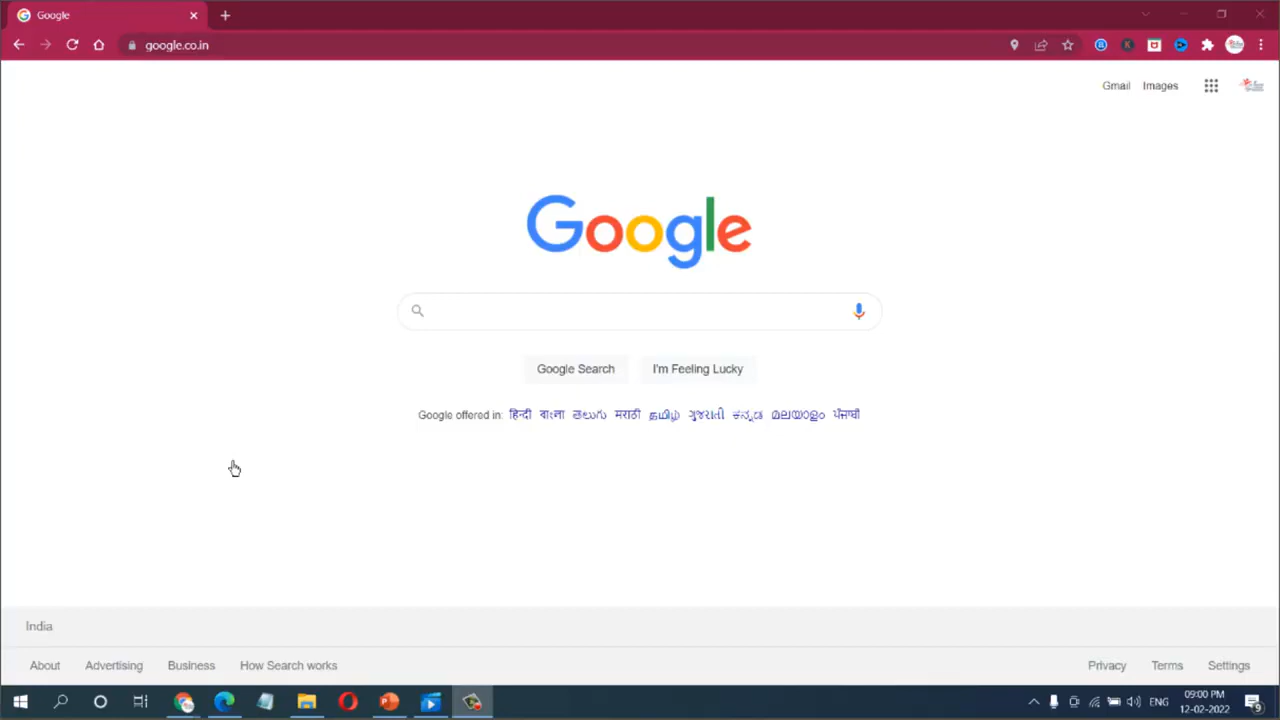 Google
google.co.in
Gmail Images
Google
Google Search I'm Feeling Lucky
Google offered in: हिन्दी বাংলা తెలుగు मराठी தமிழ் ગુજરાતી ಕನ್ನಡ മലയാളം ਪੰਜਾਬੀ
India
About Advertising Business How Search works Privacy Terms Settings
ENG 09:00 PM
12-02-2022 9